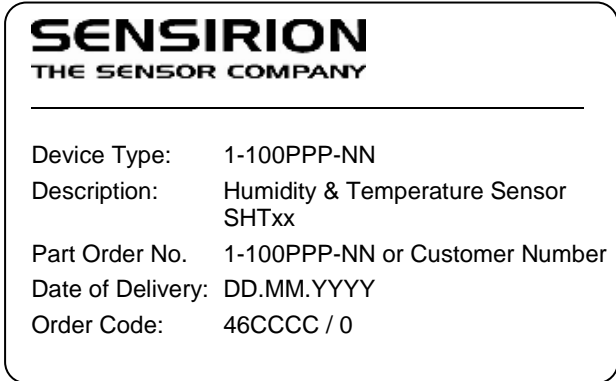 SENSIRION
THE SENSOR COMPANY
Device Type: 1-100PPP-NN
Description: Humidity & Temperature Sensor
SHTxx
Part Order No. 1-100PPP-NN or Customer Number
Date of Delivery: DD.MM.YYYY
Order Code: 46CCCC / 0